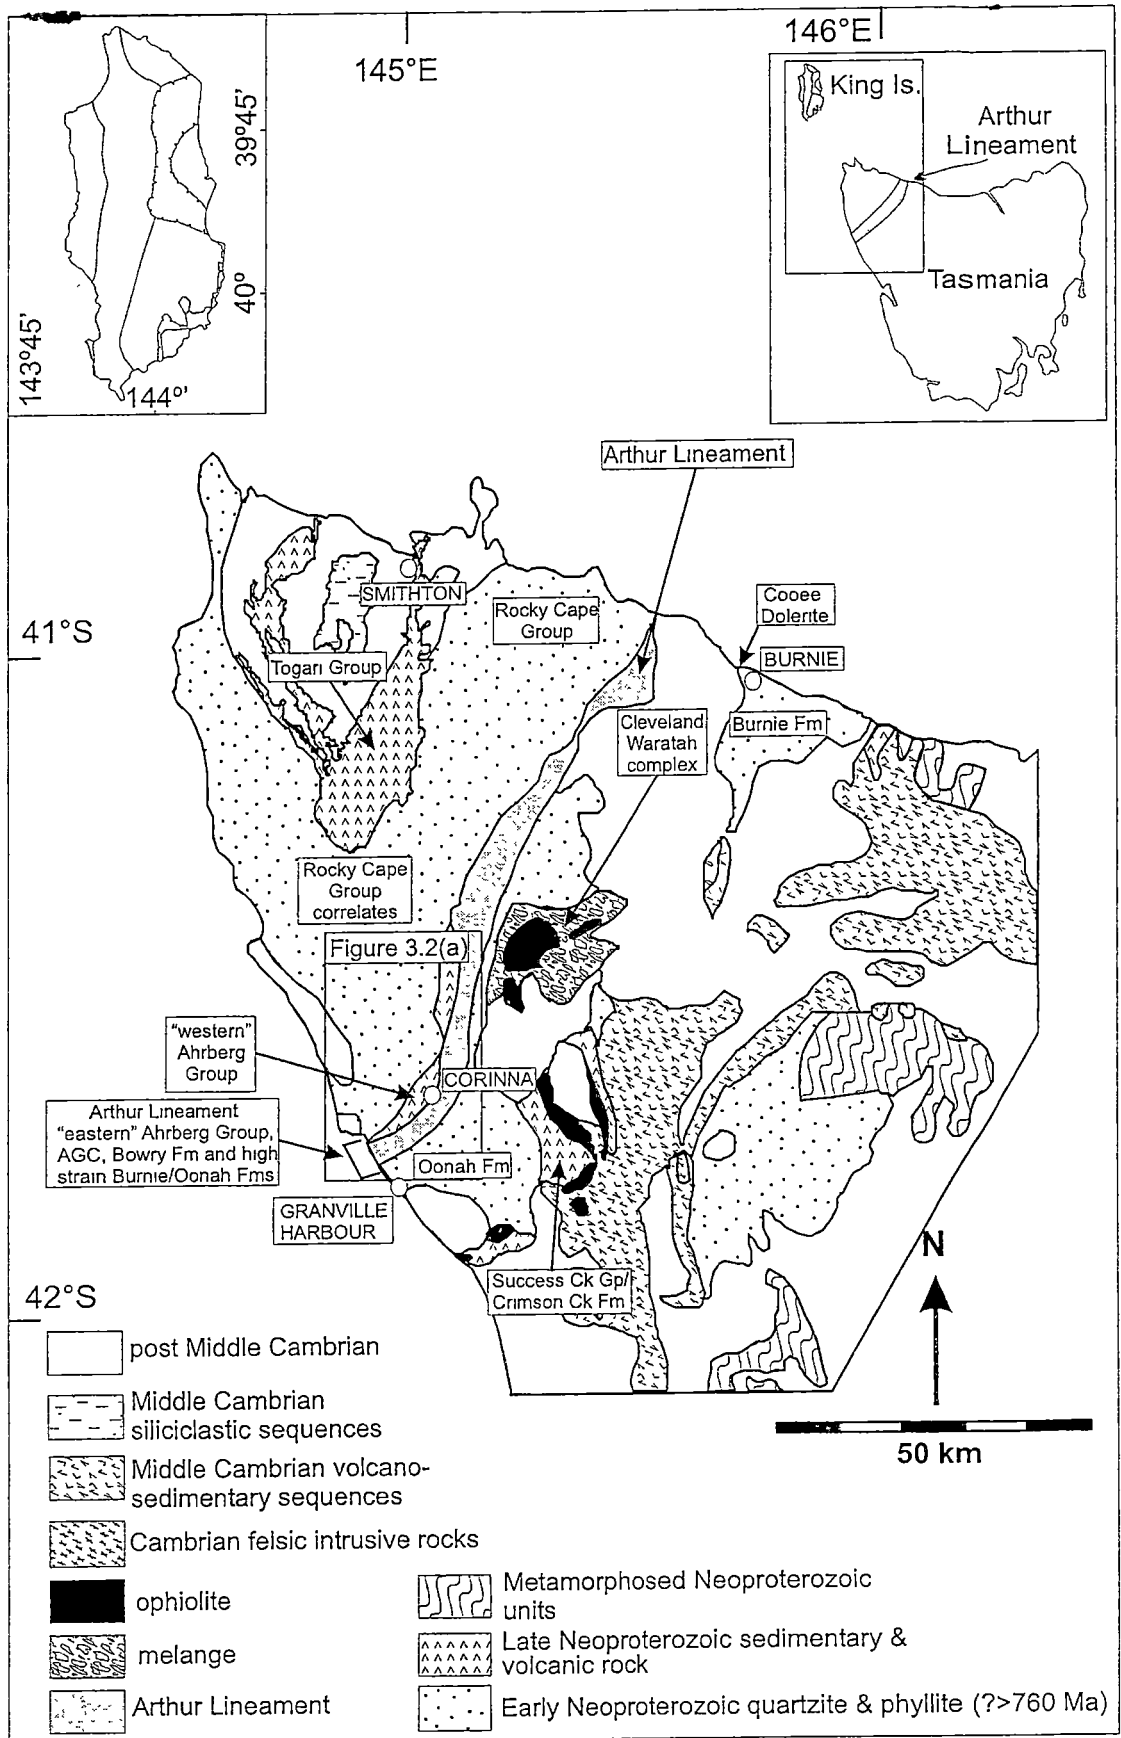 145°E
146°E
39°45'
40°
143°45'
144°'
King Is.
Arthur
Lineament
Tasmania
Arthur Lineament
SMITHTON
Rocky Cape
Group
Cooee
Dolerite
41°S
BURNIE
Togari Group
Cleveland
Waratah
complex
Burnie Fm
Rocky Cape
Group
correlates
Figure 3.2(a)
"western"
Ahrberg
Group
CORINNA
Arthur Lineament
"eastern" Ahrberg Group,
AGC, Bowry Fm and high
strain Burnie/Oonah Fms
Oonah Fm
GRANVILLE
HARBOUR
N
Success Ck Gp/
Crimson Ck Fm
42°S
50 km
post Middle Cambrian
Middle Cambrian
siliciclastic sequences
Middle Cambrian volcano-
sedimentary sequences
Cambrian felsic intrusive rocks
ophiolite
melange
Arthur Lineament
Metamorphosed Neoproterozoic
units
Late Neoproterozoic sedimentary &
volcanic rock
Early Neoproterozoic quartzite & phyllite (?>760 Ma)